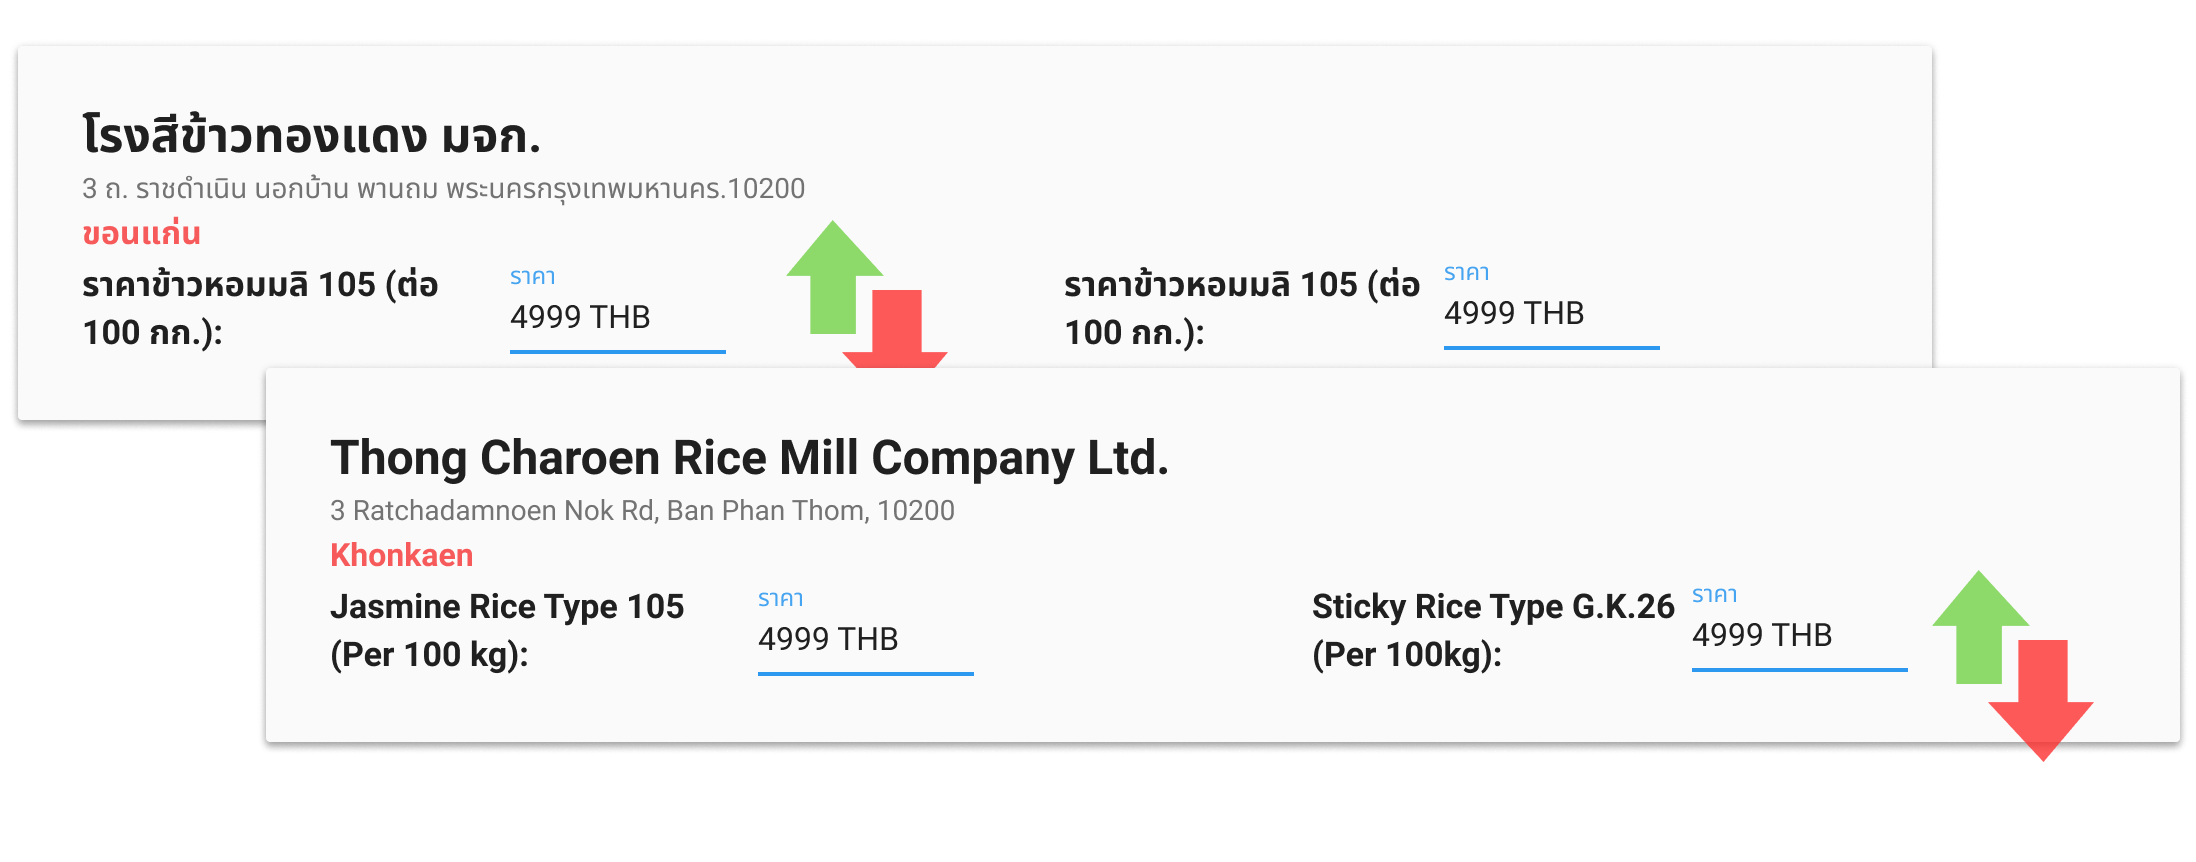 โรงสีข้าวทองแดง มจก.
3 ถ. ราชดำเนิน นอกบ้าน พานถม พระนครกรุงเทพมหานคร.10200
ขอนแก่น
ราคาข้าวหอมมลิ 105 (ต่อ
100 กก.):
ราคา
4999 THB
ราคาข้าวหอมมลิ 105 (ต่อ
100 กก.):
ราคา
4999 THB
Thong Charoen Rice Mill Company Ltd.
3 Ratchadamnoen Nok Rd, Ban Phan Thom, 10200
Khonkaen
Jasmine Rice Type 105
(Per 100 kg):
ราคา
4999 THB
Sticky Rice Type G.K.26
(Per 100kg):
ราคา
4999 THB